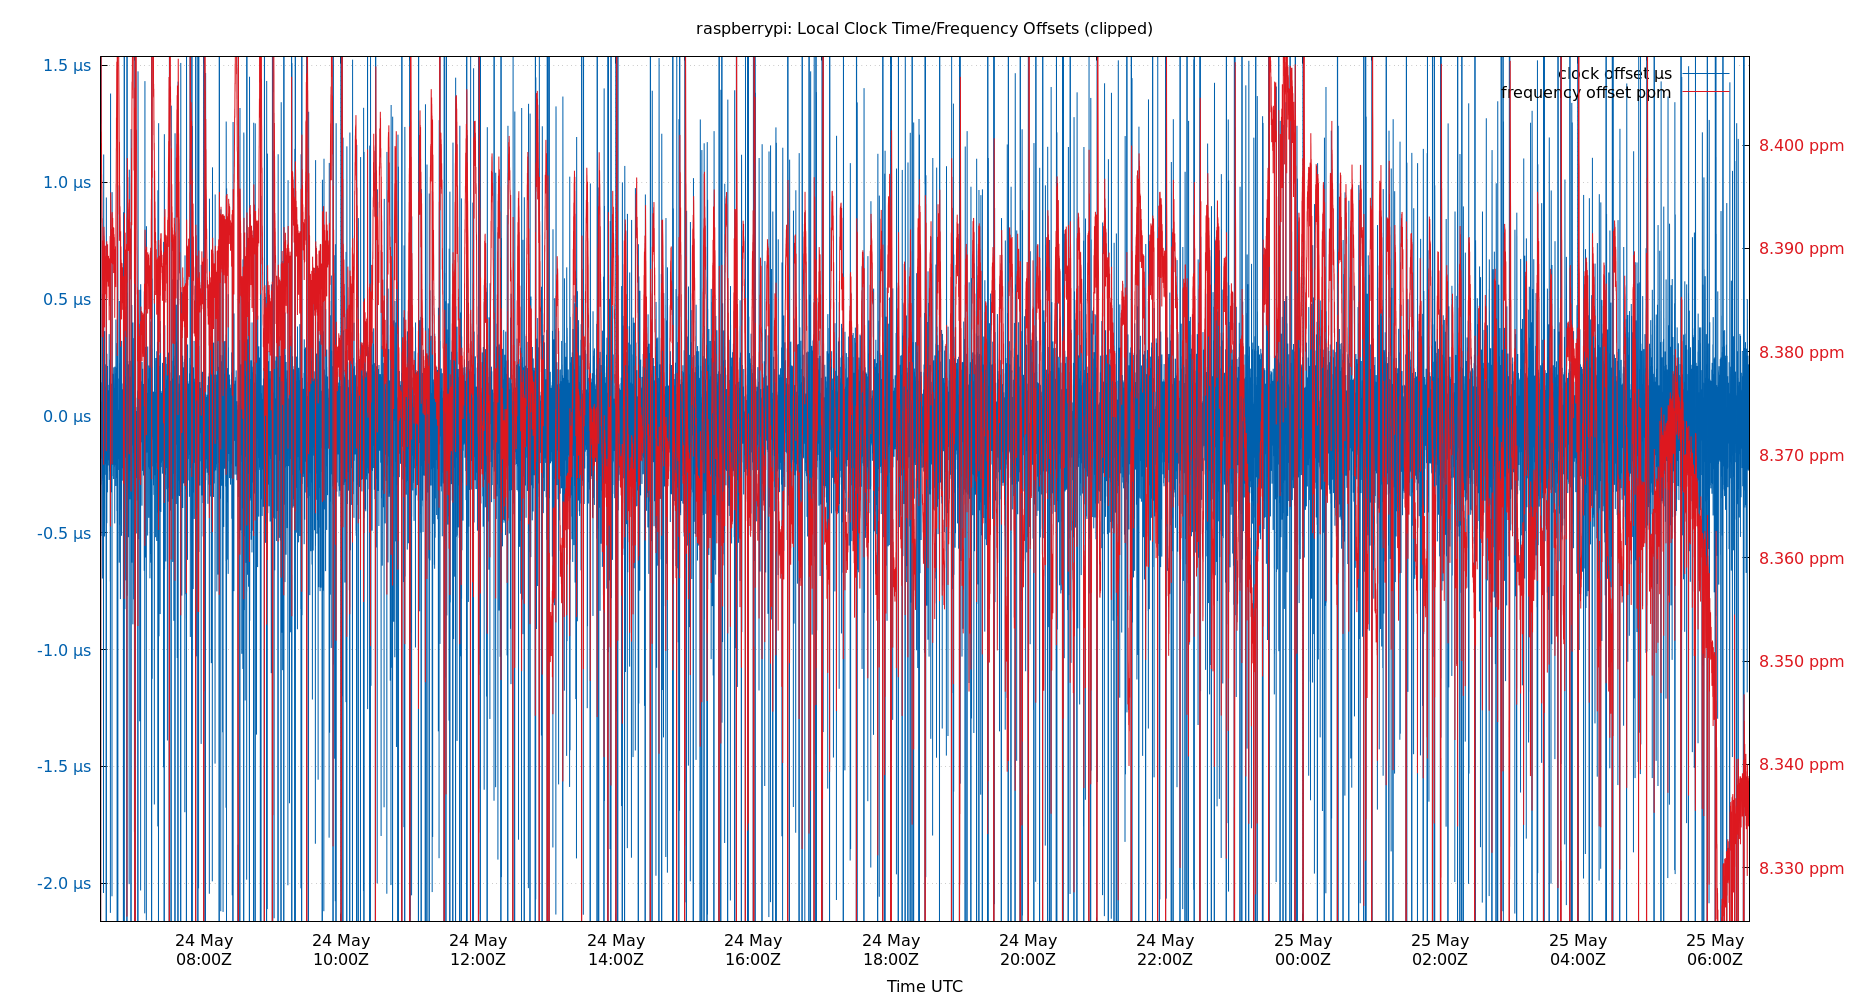 raspberrypi: Local Clock Time/Frequency Offsets (clipped)
clock offset µs
frequency offset ppm
1.5 µs
1.0 µs
0.5 µs
0.0 µs
-0.5 µs
-1.0 µs
-1.5 µs
-2.0 µs
8.400 ppm
8.390 ppm
8.380 ppm
8.370 ppm
8.360 ppm
8.350 ppm
8.340 ppm
8.330 ppm
24 May 24 May 24 May 24 May 24 May 24 May 24 May 24 May 25 May 25 May 25 May 25 May
08:00Z 10:00Z 12:00Z 14:00Z 16:00Z 18:00Z 20:00Z 22:00Z 00:00Z 02:00Z 04:00Z 06:00Z
Time UTC